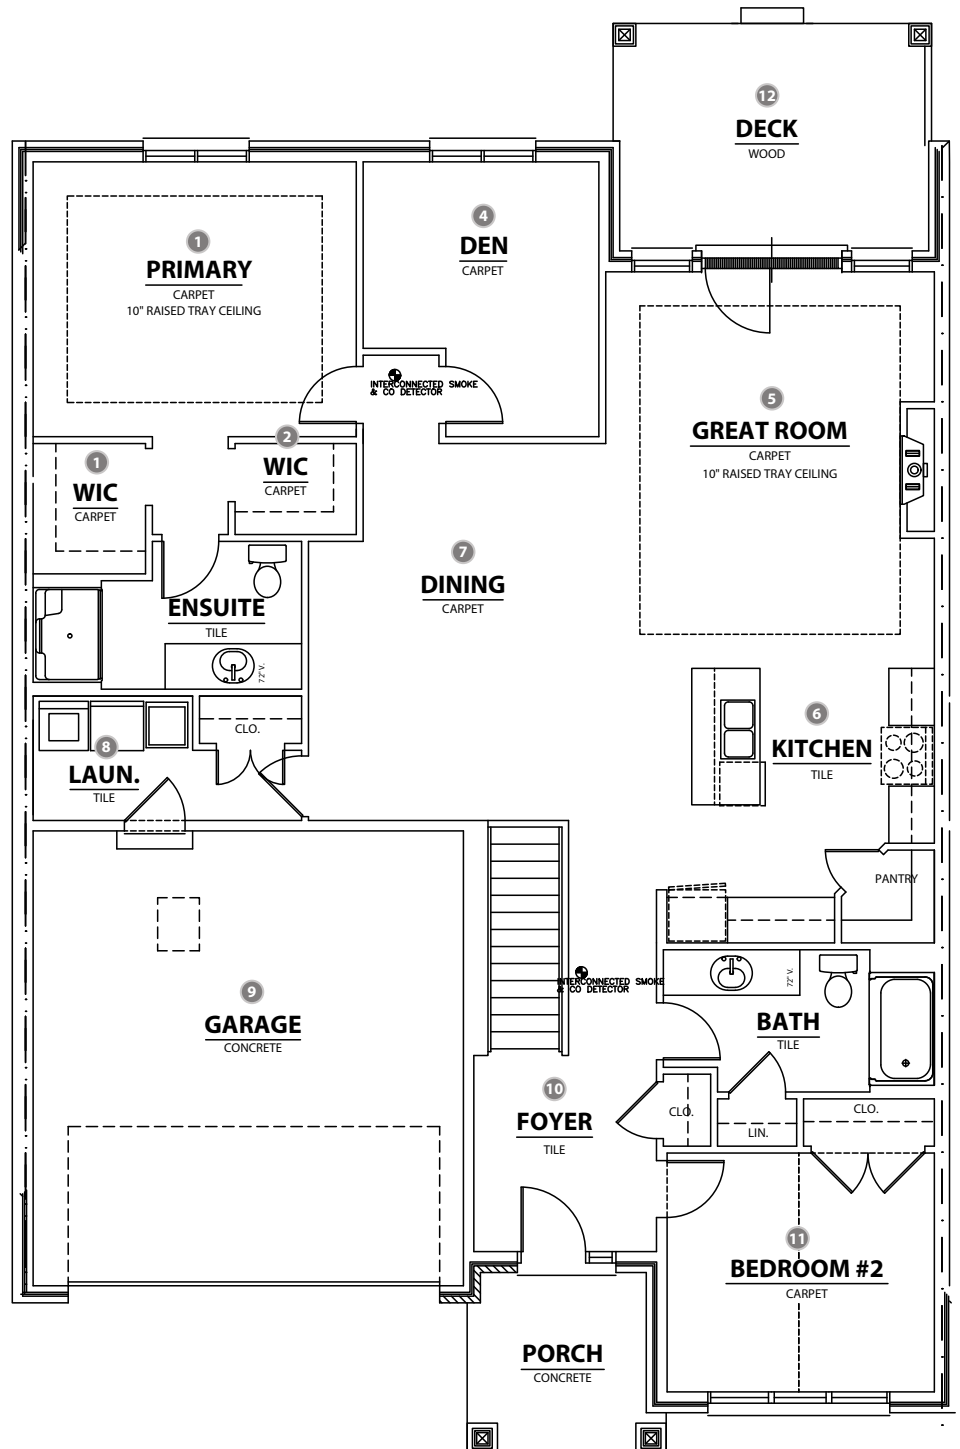 12
DECK
WOOD
1
PRIMARY
CARPET
10" RAISED TRAY CEILING
4
DEN
CARPET
INTERCONNECTED SMOKE
& CO DETECTOR
5
GREAT ROOM
CARPET
10" RAISED TRAY CEILING
1
WIC
CARPET
2
WIC
CARPET
7
DINING
CARPET
ENSUITE
TILE
72"V.
6
KITCHEN
TILE
CLO.
8
LAUN.
TILE
PANTRY
9
GARAGE
CONCRETE
INTERCONNECTED SMOKE
& CO DETECTOR
72" V.
BATH
TILE
10
FOYER
TILE
CLO.
LIN.
CLO.
11
BEDROOM #2
CARPET
PORCH
CONCRETE